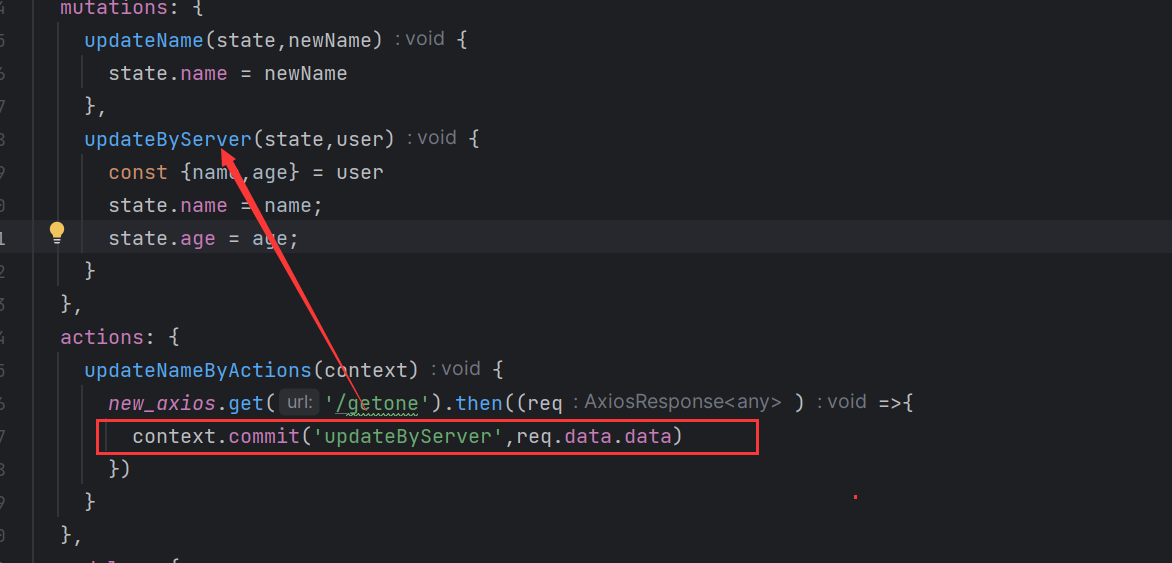 mutations: {
updateName(state,newName) : void {
state.name = newName
},
updateByServer(state,user) : void {
const {name,age} = user
state.name = name;
state.age = age;
}
},
actions: {
updateNameByActions(context) : void {
new_axios.get( url: '/getone').then((req : AxiosResponse<any> ) : void =>{
context.commit('updateByServer',req.data.data)
})
}
},